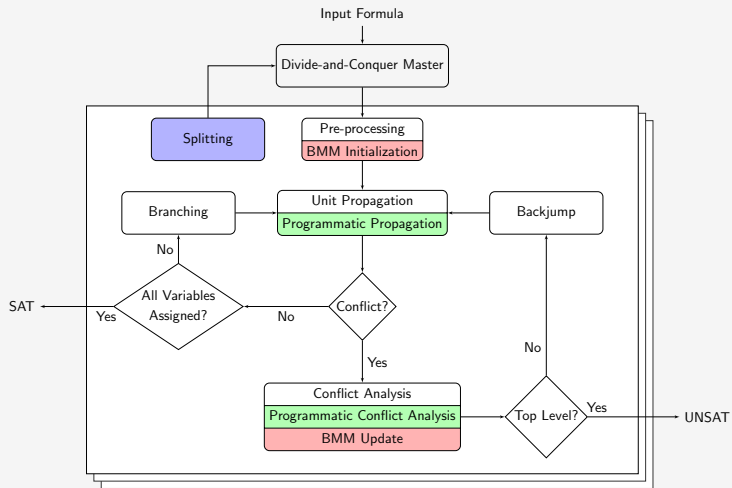 Input Formula
Divide-and-Conquer Master
Splitting
Pre-processing
BMM Initialization
Branching
Unit Propagation
Programmatic Propagation
Backjump
No
All Variables
Assigned?
SAT
Yes
No
Conflict?
Yes
No
Conflict Analysis
Programmatic Conflict Analysis
BMM Update
Top Level?
Yes
UNSAT